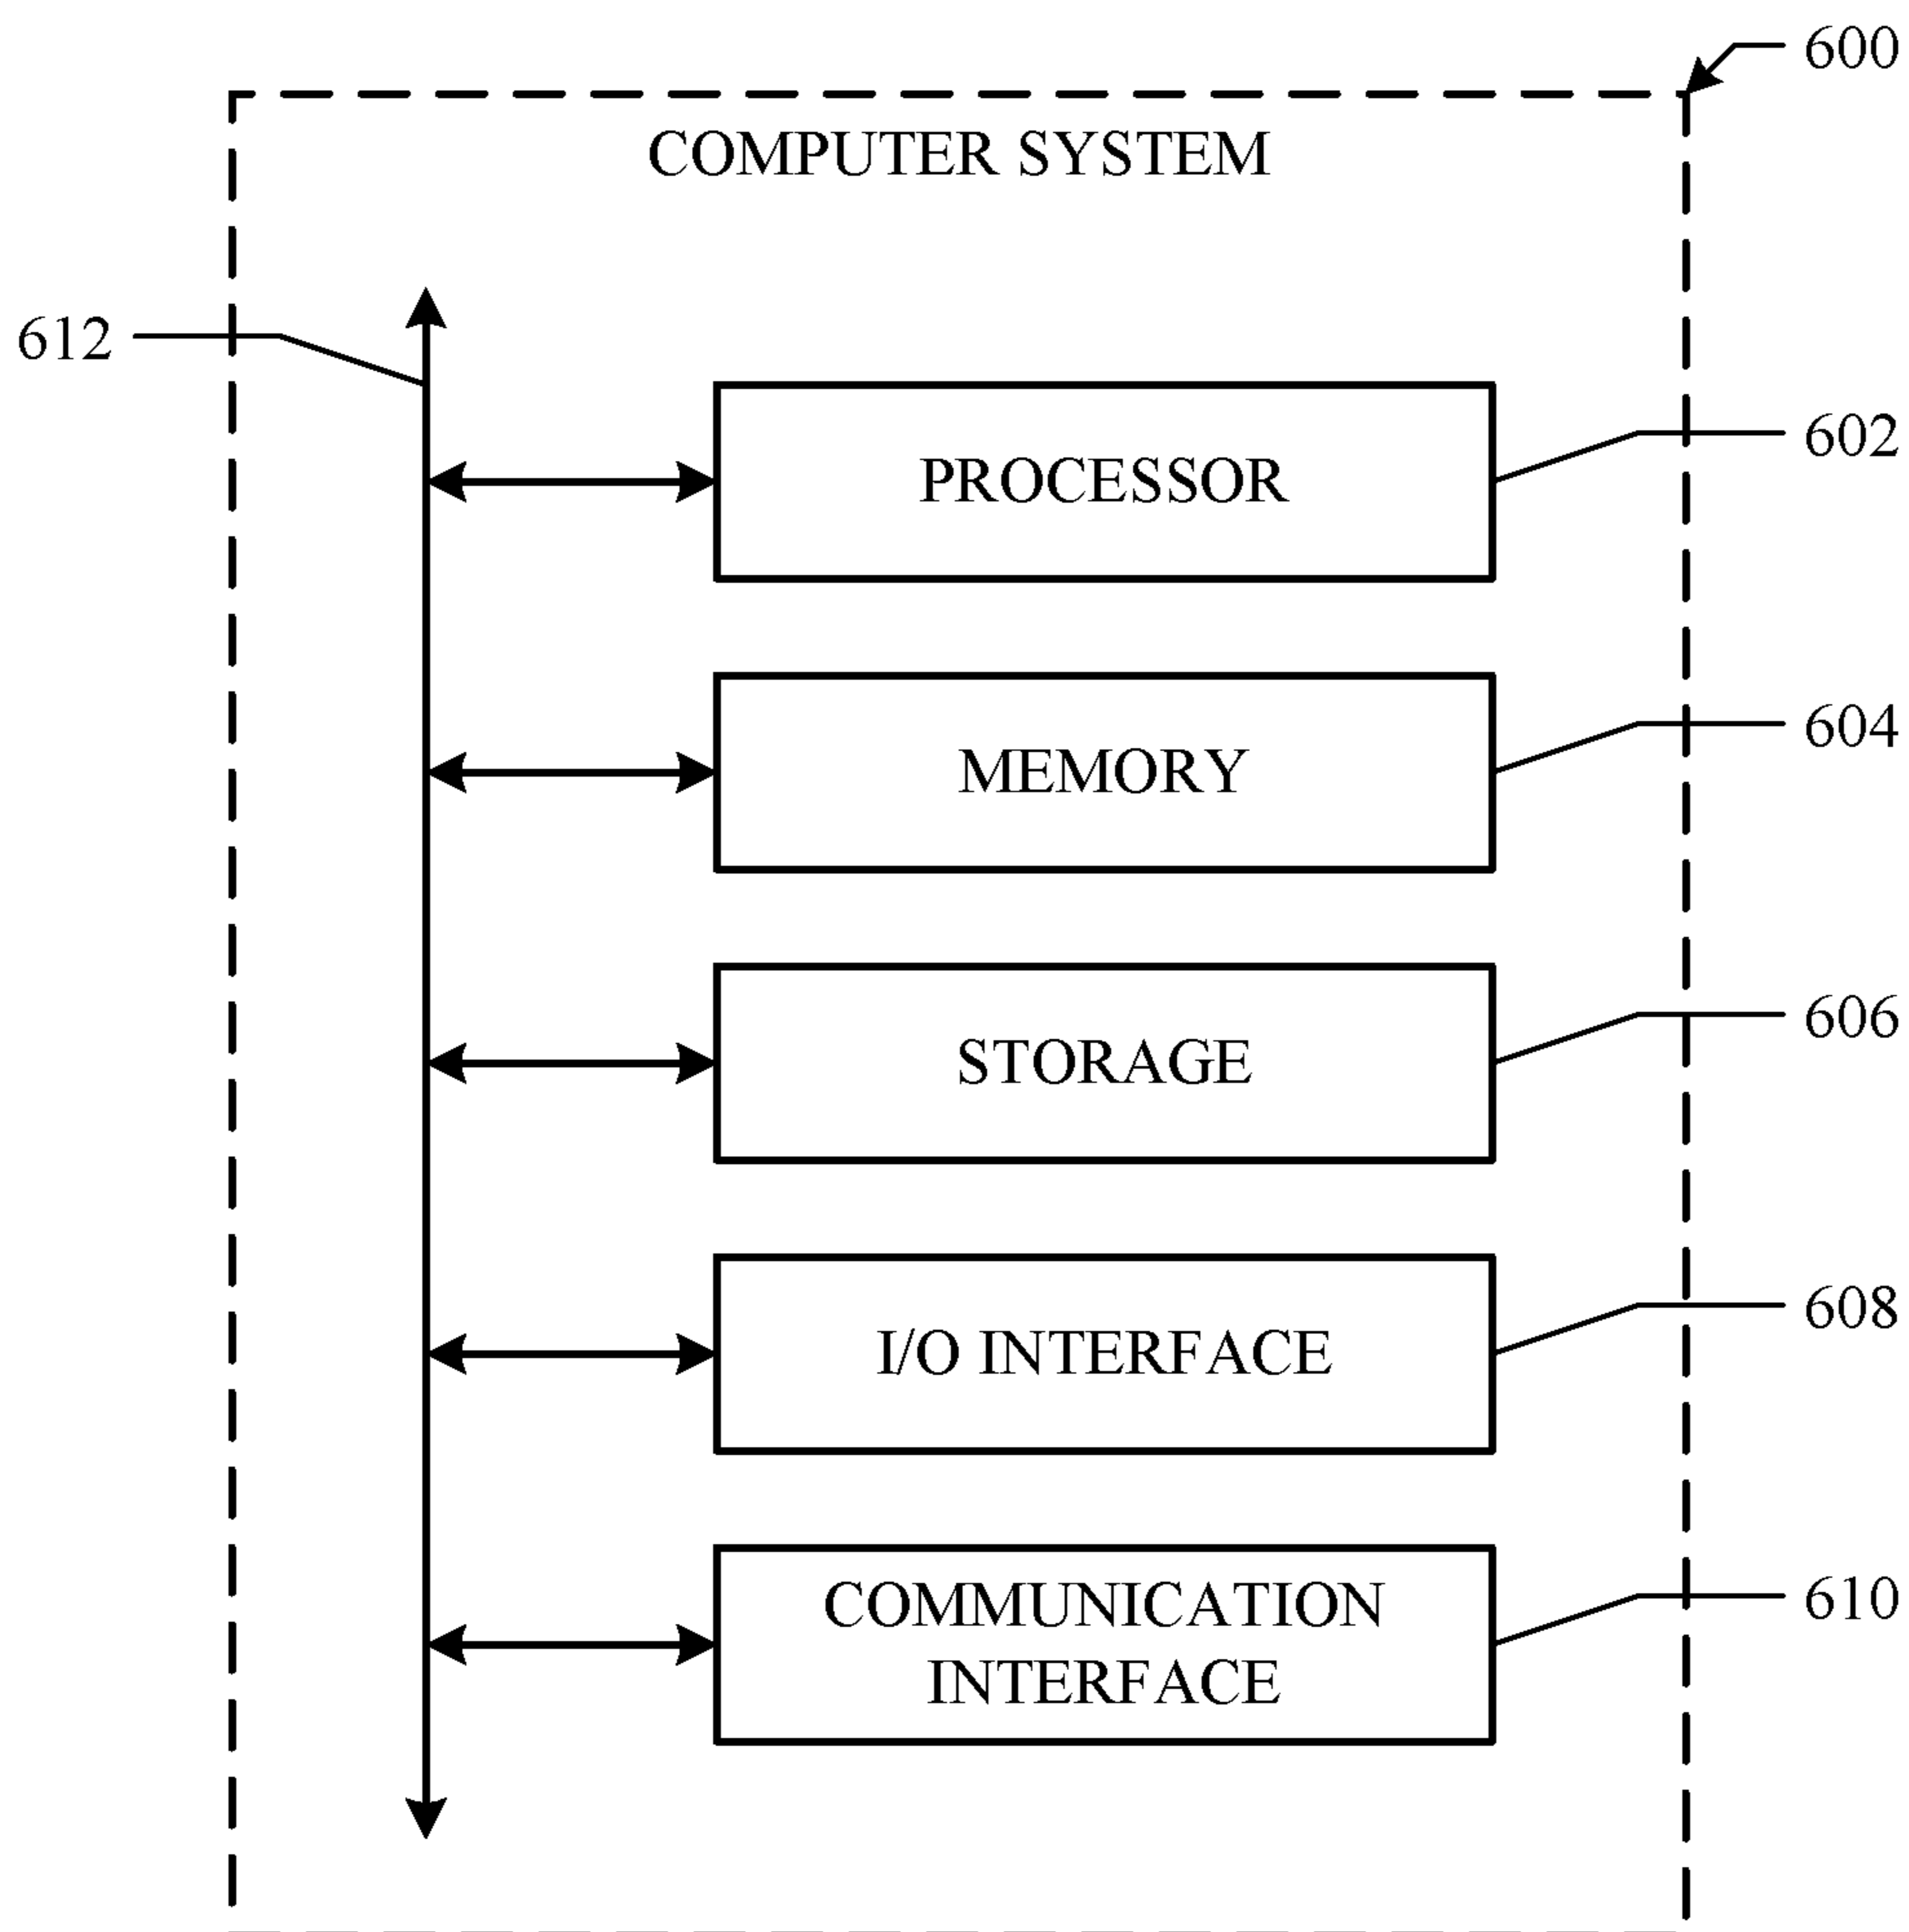 600
COMPUTER SYSTEM
612
602
PROCESSOR
604
MEMORY
606
STORAGE
608
I/O INTERFACE
610
COMMUNICATION
INTERFACE